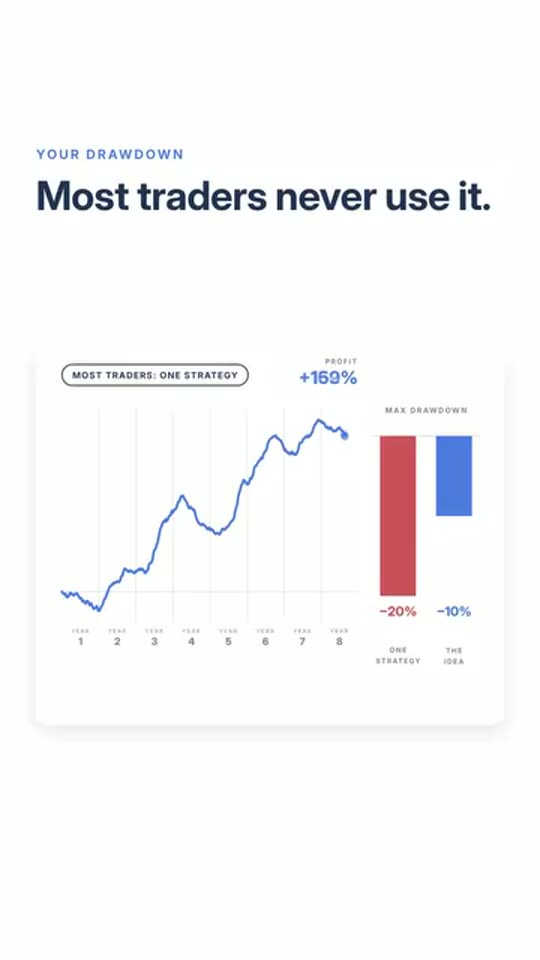 YOUR DRAWDOWN
Most traders never use it.
MOST TRADERS: ONE STRATEGY
PROFIT
+169%
MAX DRAWDOWN
−20% −10%
YEAR YEAR YEAR YEAR YEAR YEAR YEAR YEAR
1 2 3 4 5 6 7 8
ONE STRATEGY
THE IDEA